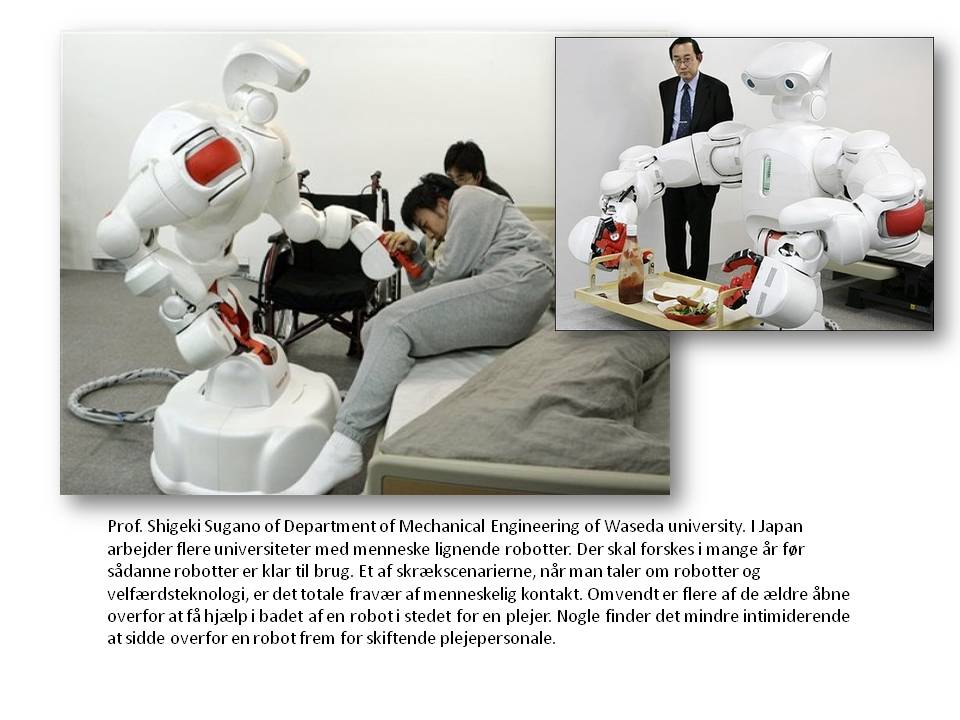 Prof. Shigeki Sugano of Department of Mechanical Engineering of Waseda university. I Japan
arbejder flere universiteter med menneske lignende robotter. Der skal forskes i mange år før
sådanne robotter er klar til brug. Et af skrækscenarierne, når man taler om robotter og
velfærdsteknologi, er det totale fravær af menneskelig kontakt. Omvendt er flere af de ældre åbne
overfor at få hjælp i badet af en robot i stedet for en plejer. Nogle finder det mindre intimiderende
at sidde overfor en robot frem for skiftende plejepersonale.